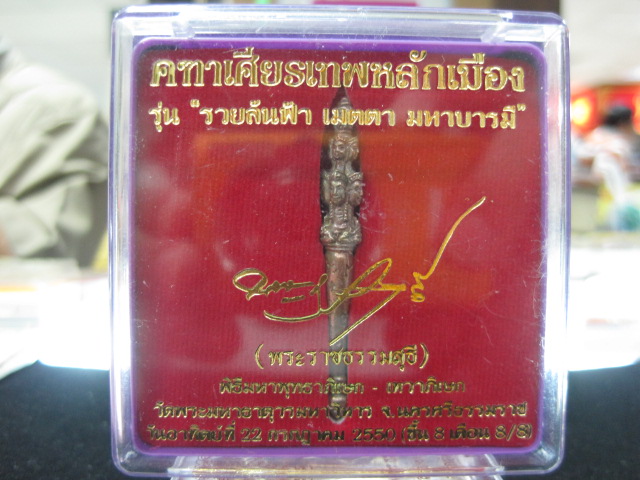 คฑาเศียรเทพหลักเมือง
รุ่น "รวยล้นฟ้า เมตตา มหาบารมี"
(พระราชธรรมสุธี)
พิธีมหาพุทธาภิเษก - เทวาภิเษก
วัดพระมหาธาตุวรมหาวิหาร จ.นครศรีธรรมราช
วันอาทิตย์ที่ 22 กรกฎาคม 2550 (ขึ้น 8 เดือน 8/8)